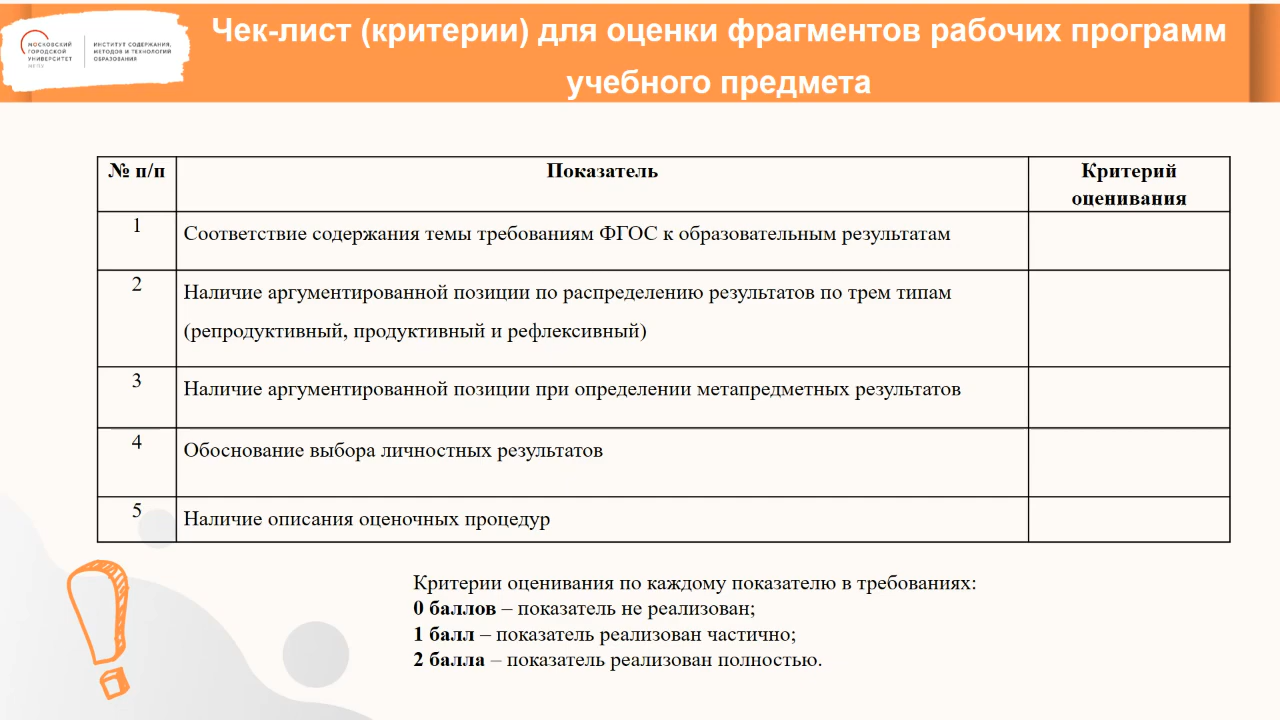 МОСКОВСКИЙ
ГОРОДСКОЙ
УНИВЕРСИТЕТ
МГПУ
ИНСТИТУТ СОДЕРЖАНИЯ,
МЕТОДОВ И ТЕХНОЛОГИЙ
ОБРАЗОВАНИЯ
Чек-лист (критерии) для оценки фрагментов рабочих программ
учебного предмета
№ п/п
Показатель
Критерий
оценивания
1
Соответствие содержания темы требованиям ФГОС к образовательным результатам
2
Наличие аргументированной позиции по распределению результатов по трем типам
(репродуктивный, продуктивный и рефлексивный)
3
Наличие аргументированной позиции при определении метапредметных результатов
4
Обоснование выбора личностных результатов
5
Наличие описания оценочных процедур
Критерии оценивания по каждому показателю в требованиях:
0 баллов – показатель не реализован;
1 балл – показатель реализован частично;
2 балла – показатель реализован полностью.